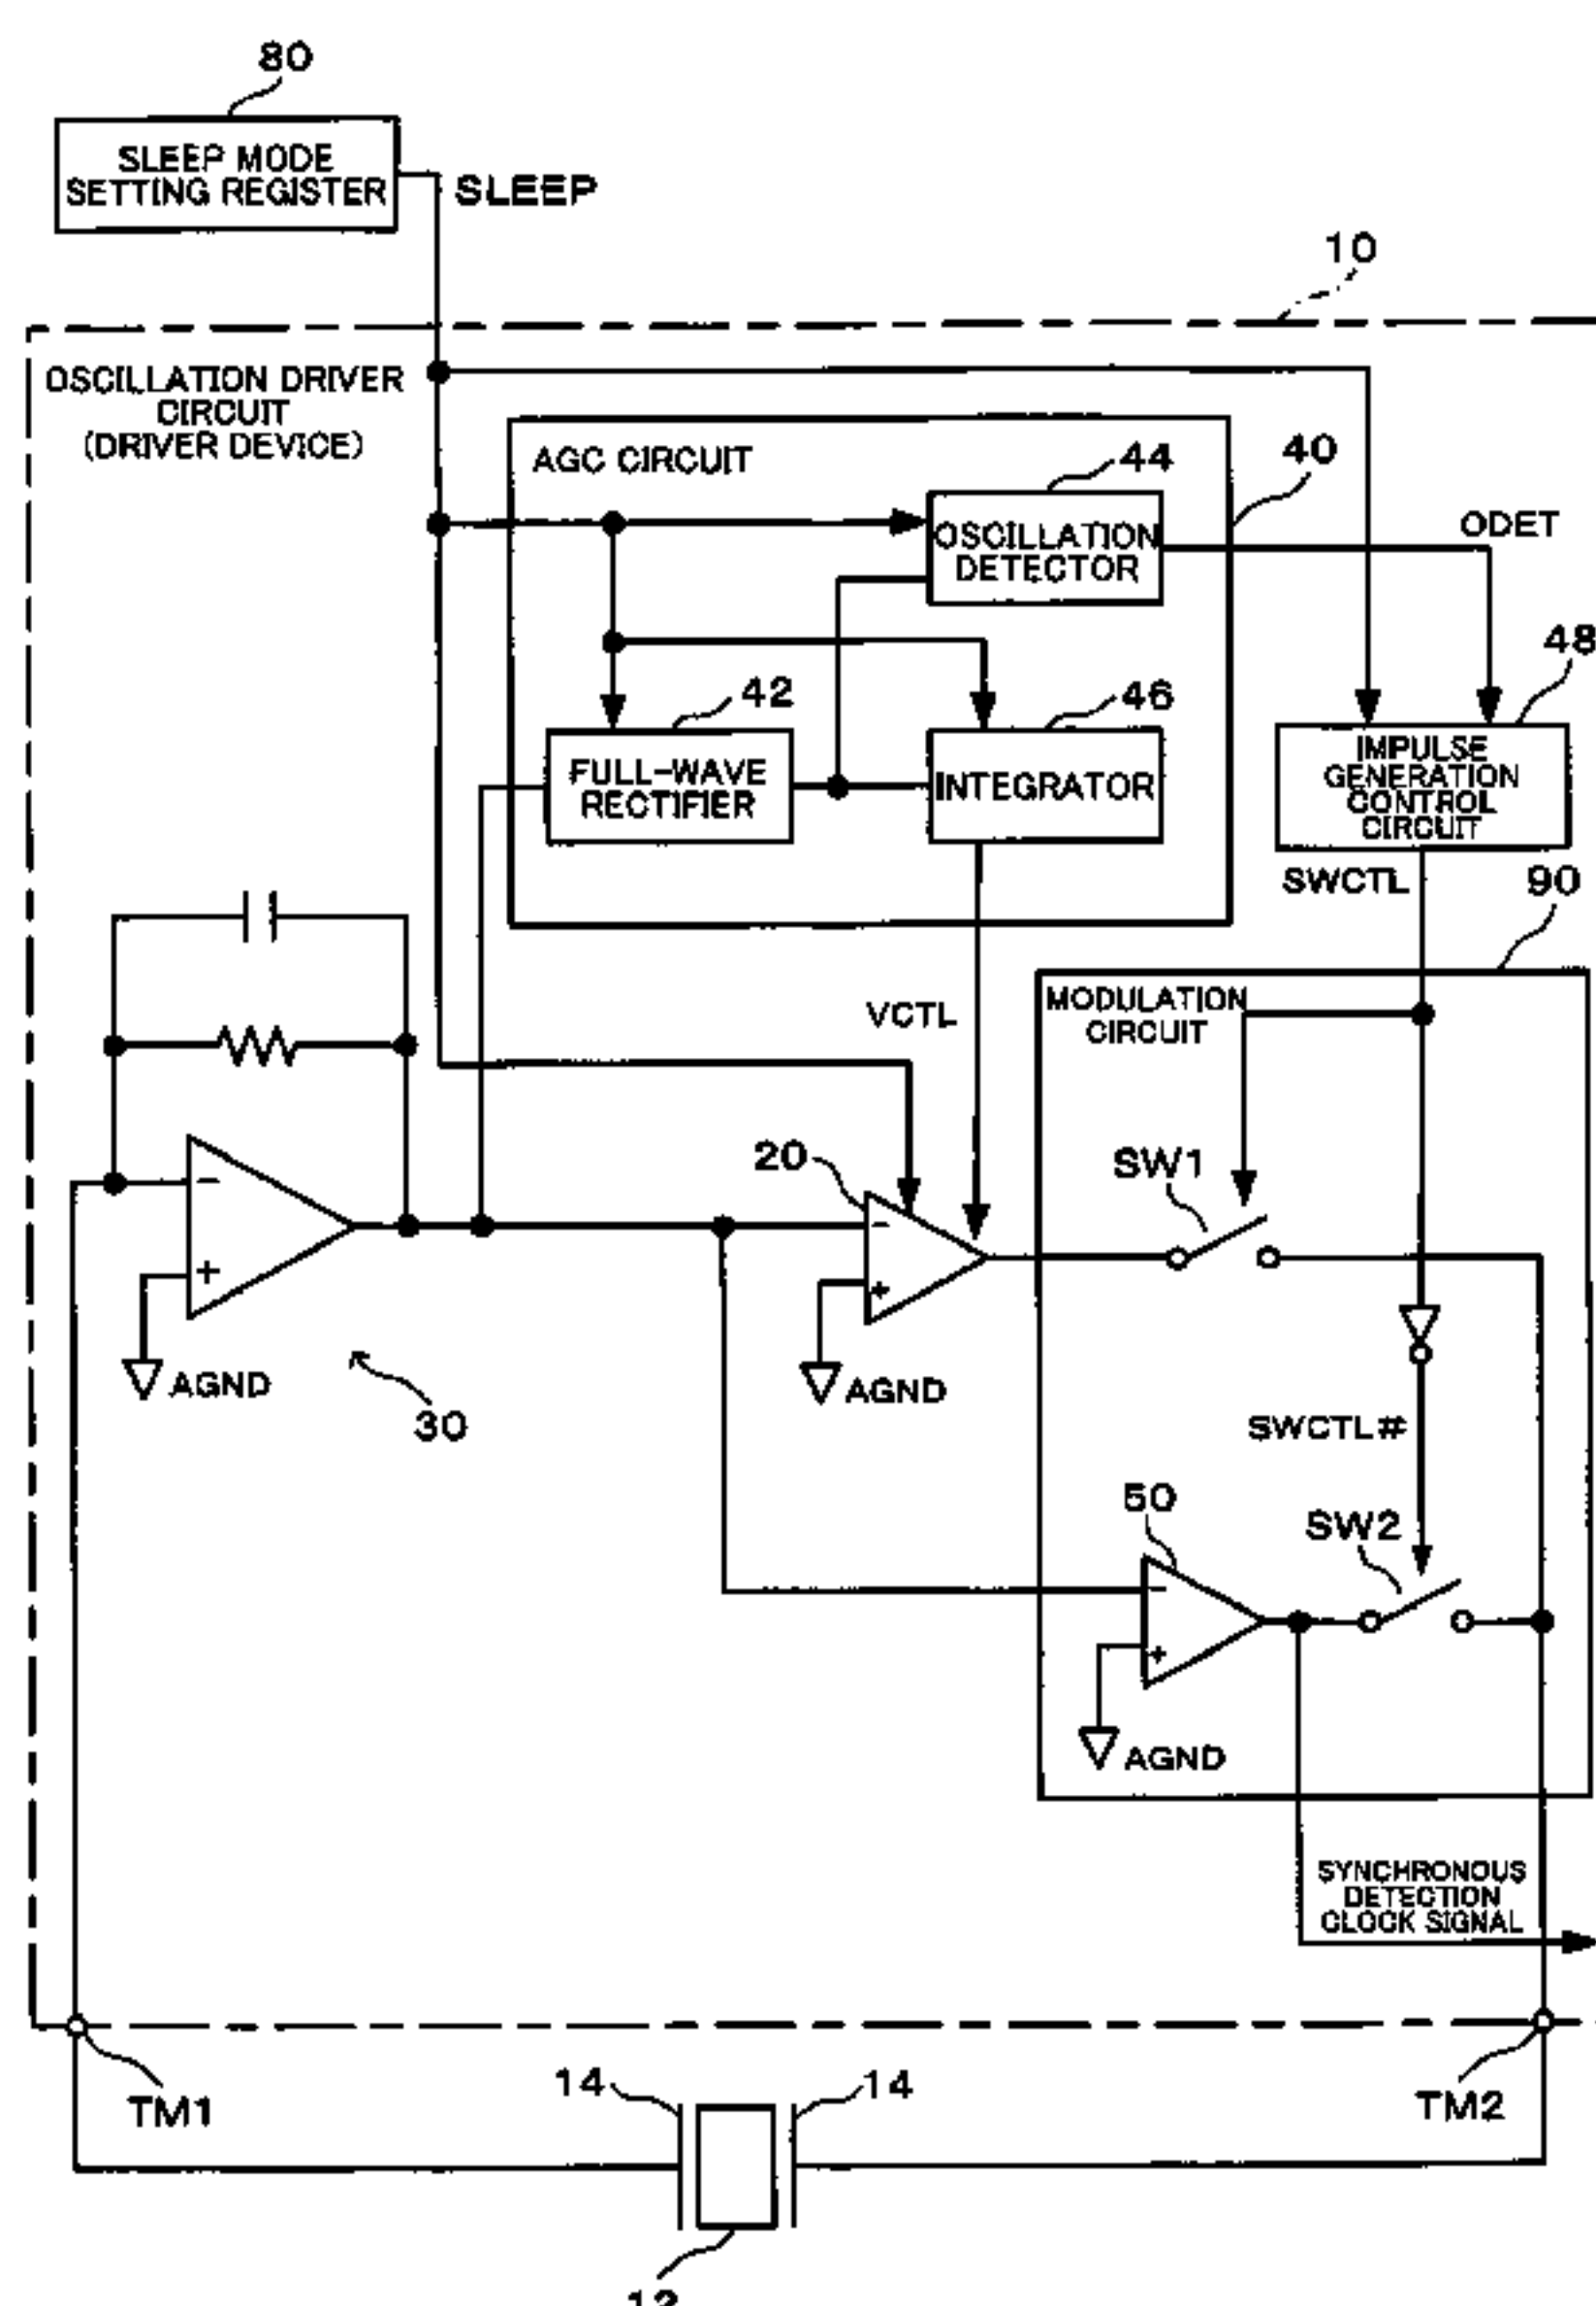 80
SLEEP MODE
SETTING REGISTER
SLEEP
10
OSCILLATION DRIVER
CIRCUIT
(DRIVER DEVICE)
AGC CIRCUIT
44
40
OSCILLATION
DETECTOR
ODET
48
42
46
FULL-WAVE
RECTIFIER
INTEGRATOR
IMPULSE
GENERATION
CONTROL
CIRCUIT
SWCTL
90
VCTL
MODULATION
CIRCUIT
20
SW1
-
+
-
+
AGND
AGND
30
SWCTL#
50
SW2
-
+
AGND
SYNCHRONOUS
DETECTION
CLOCK SIGNAL
TM1
14
14
TM2